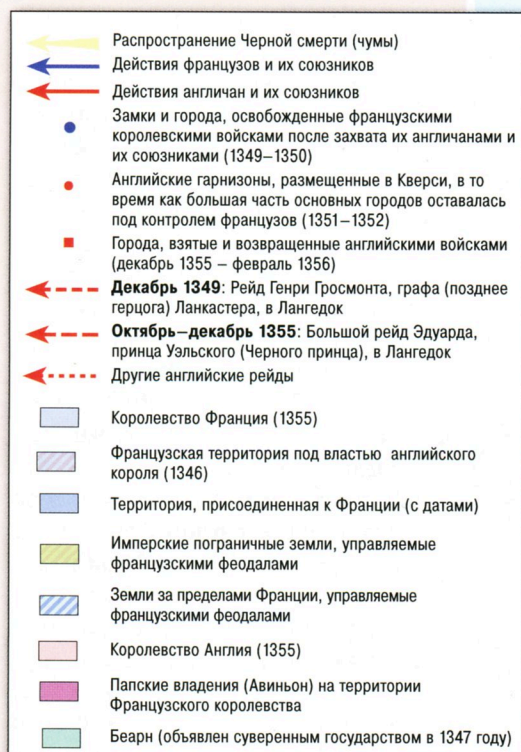 Распространение Черной смерти (чумы)
Действия французов и их союзников
Действия англичан и их союзников
Замки и города, освобожденные французскими
королевскими войсками после захвата их англичанами и
их союзниками (1349–1350)
Английские гарнизоны, размещенные в Кверси, в то
время как большая часть основных городов оставалась
под контролем французов (1351–1352)
Города, взятые и возвращенные английскими войсками
(декабрь 1355 – февраль 1356)
Декабрь 1349: Рейд Генри Гросмонта, графа (позднее
герцога) Ланкастера, в Лангедок
Октябрь–декабрь 1355: Большой рейд Эдуарда,
принца Уэльского (Черного принца), в Лангедок
Другие английские рейды
Королевство Франция (1355)
Французская территория под властью английского
короля (1346)
Территория, присоединенная к Франции (с датами)
Имперские пограничные земли, управляемые
французскими феодалами
Земли за пределами Франции, управляемые
французскими феодалами
Королевство Англия (1355)
Папские владения (Авиньон) на территории
Французского королевства
Беарн (объявлен суверенным государством в 1347 году)